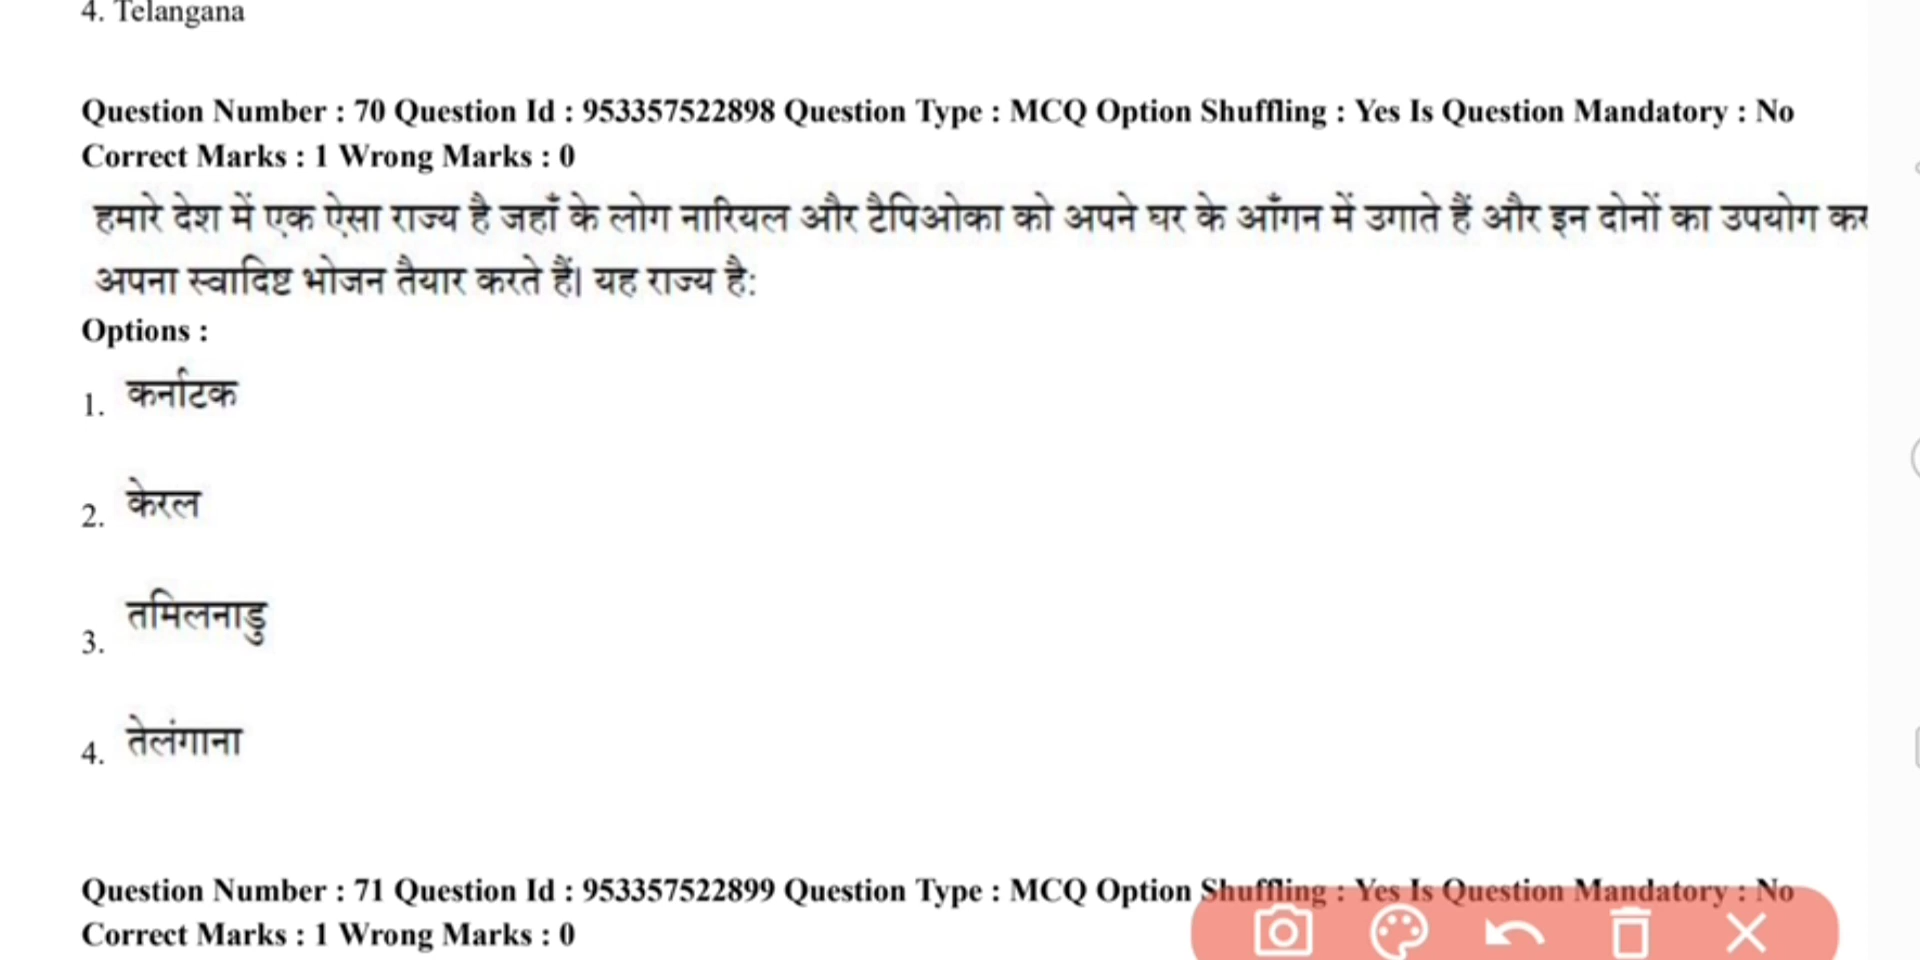 4. Telangana
Question Number : 70 Question Id : 953357522898 Question Type : MCQ Option Shuffling : Yes Is Question Mandatory : No
Correct Marks : 1 Wrong Marks : 0
हमारे देश में एक ऐसा राज्य है जहाँ के लोग नारियल और टैपिओका को अपने घर के आँगन में उगाते हैं और इन दोनों का उपयोग कर
अपना स्वादिष्ट भोजन तैयार करते हैं। यह राज्य है:
Options :
1. कर्नाटक
2. केरल
3. तमिलनाडु
4. तेलंगाना
Question Number : 71 Question Id : 953357522899 Question Type : MCQ Option Shuffling : Yes Is Question Mandatory : No
Correct Marks : 1 Wrong Marks : 0